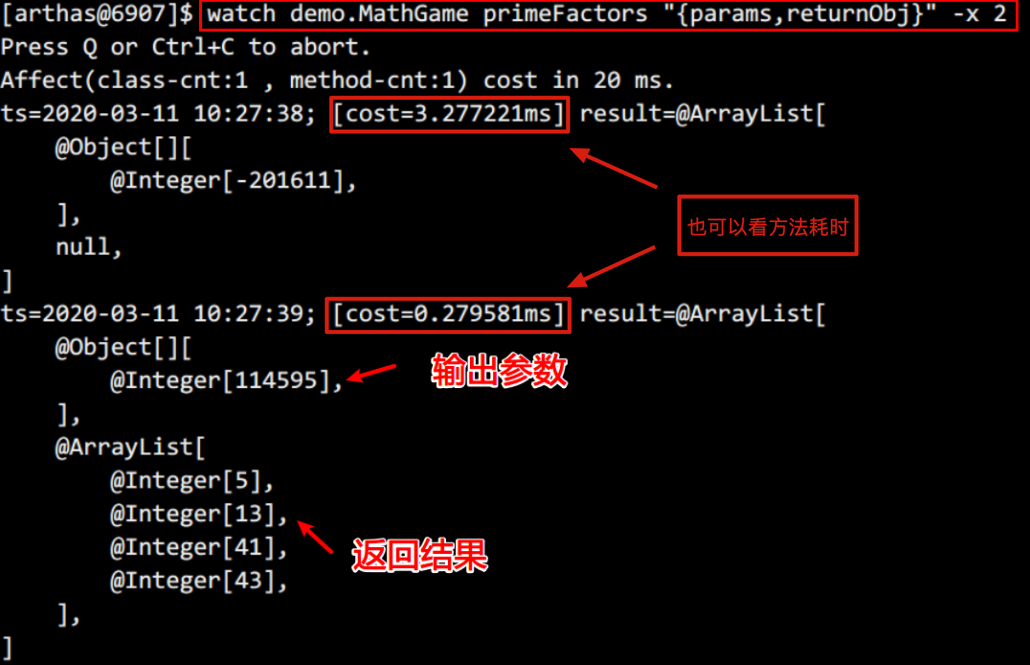 [arthas@6907]$ watch demo.MathGame primeFactors "{params,returnObj}" -x 2
Press Q or Ctrl+C to abort.
Affect(class-cnt:1 , method-cnt:1) cost in 20 ms.
ts=2020-03-11 10:27:38; [cost=3.277221ms] result=@ArrayList[
    @Object[][
        @Integer[-201611],
    ],
    null,
]
也可以看方法耗时
ts=2020-03-11 10:27:39; [cost=0.279581ms] result=@ArrayList[
    @Object[][
        @Integer[114595],
输出参数
    ],
    @ArrayList[
        @Integer[5],
        @Integer[13],
        @Integer[41],
        @Integer[43],
返回结果
    ],
]